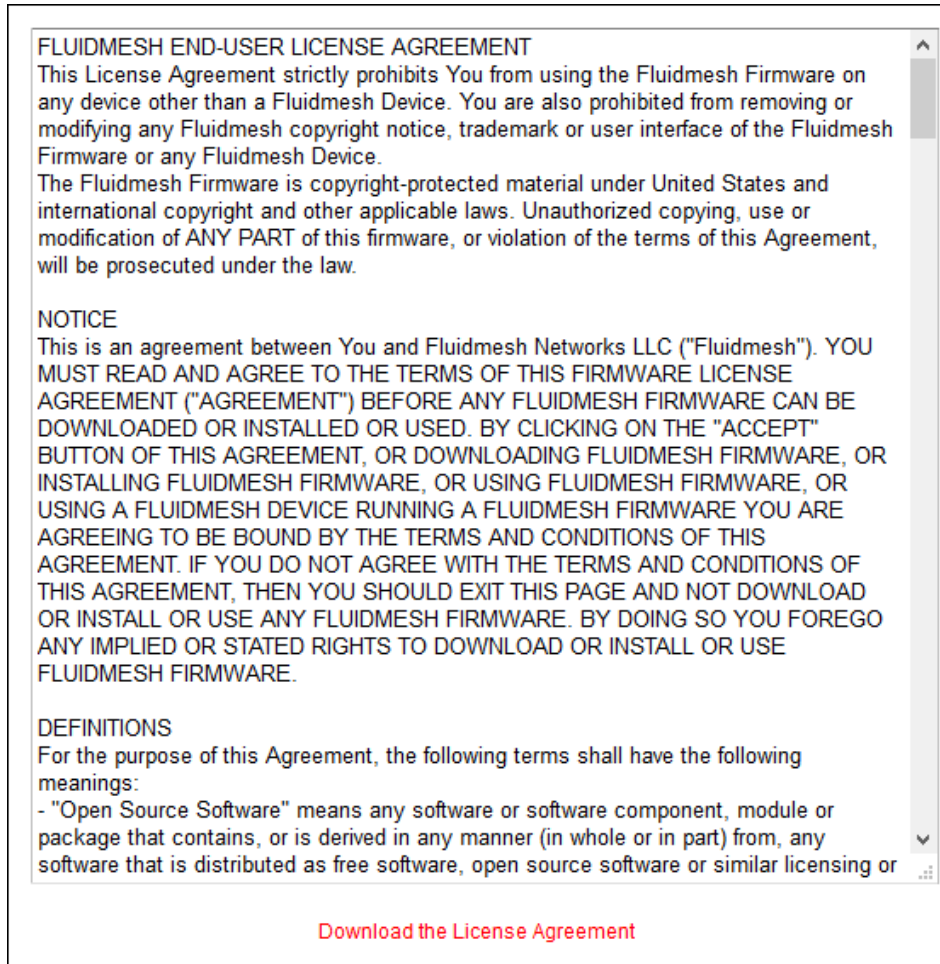 FLUIDMESH END-USER LICENSE AGREEMENT
This License Agreement strictly prohibits You from using the Fluidmesh Firmware on
any device other than a Fluidmesh Device. You are also prohibited from removing or
modifying any Fluidmesh copyright notice, trademark or user interface of the Fluidmesh
Firmware or any Fluidmesh Device.
The Fluidmesh Firmware is copyright-protected material under United States and
international copyright and other applicable laws. Unauthorized copying, use or
modification of ANY PART of this firmware, or violation of the terms of this Agreement,
will be prosecuted under the law.
NOTICE
This is an agreement between You and Fluidmesh Networks LLC ("Fluidmesh"). YOU
MUST READ AND AGREE TO THE TERMS OF THIS FIRMWARE LICENSE
AGREEMENT ("AGREEMENT") BEFORE ANY FLUIDMESH FIRMWARE CAN BE
DOWNLOADED OR INSTALLED OR USED. BY CLICKING ON THE "ACCEPT"
BUTTON OF THIS AGREEMENT, OR DOWNLOADING FLUIDMESH FIRMWARE, OR
INSTALLING FLUIDMESH FIRMWARE, OR USING FLUIDMESH FIRMWARE, OR
USING A FLUIDMESH DEVICE RUNNING A FLUIDMESH FIRMWARE YOU ARE
AGREEING TO BE BOUND BY THE TERMS AND CONDITIONS OF THIS
AGREEMENT. IF YOU DO NOT AGREE WITH THE TERMS AND CONDITIONS OF
THIS AGREEMENT, THEN YOU SHOULD EXIT THIS PAGE AND NOT DOWNLOAD
OR INSTALL OR USE ANY FLUIDMESH FIRMWARE. BY DOING SO YOU FOREGO
ANY IMPLIED OR STATED RIGHTS TO DOWNLOAD OR INSTALL OR USE
FLUIDMESH FIRMWARE.
DEFINITIONS
For the purpose of this Agreement, the following terms shall have the following
meanings:
- "Open Source Software" means any software or software component, module or
package that contains, or is derived in any manner (in whole or in part) from, any
software that is distributed as free software, open source software or similar licensing or
Download the License Agreement